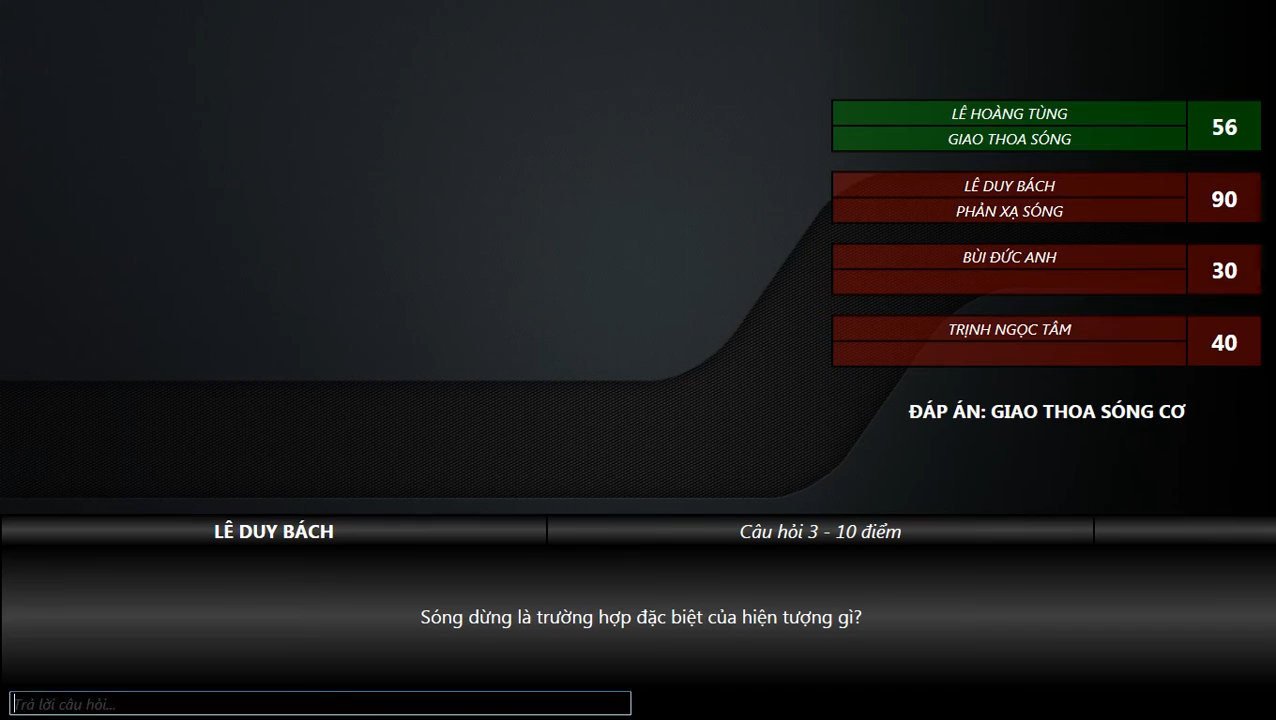 LÊ HOÀNG TÙNG
GIAO THOA SÓNG
56
LÊ DUY BÁCH
PHẢN XẠ SÓNG
90
BÙI ĐỨC ANH
30
TRỊNH NGỌC TÂM
40
ĐÁP ÁN: GIAO THOA SÓNG CƠ
LÊ DUY BÁCH
Câu hỏi 3 - 10 điểm
Sóng dừng là trường hợp đặc biệt của hiện tượng gì?
Trả lời câu hỏi...